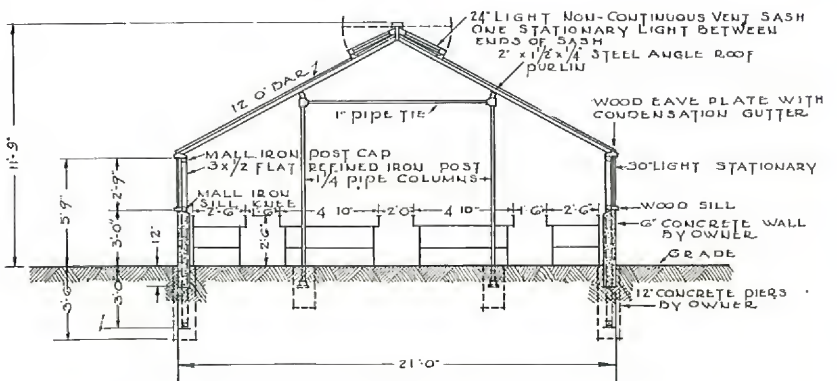 24" LIGHT NON-CONTINUOUS VENT SASH
ONE STATIONARY LIGHT BETWEEN
ENDS OF SASH
2" x 1 1/2" x 1/4" STEEL ANGLE ROOF
PURLIN
12' 0" BAR
1" PIPE TIE
WOOD EAVE PLATE WITH
CONDENSATION GUTTER
11'-9"
MALL IRON POST CAP
3 x 1/2 FLAT REFINED IRON POST
1 1/4 PIPE COLUMNS
30" LIGHT STATIONARY
5'9"
2'-9"
MALL IRON
SILL KNEE
WOOD SILL
2'-6"
1'-6"
4' 10"
2'0"
4' 10"
1' 6"
2'-6"
6" CONCRETE WALL
BY OWNER
3'-0"
12"
2'-6"
GRADE
3'-6"
3'-0"
12" CONCRETE PIERS
BY OWNER
21'-0"